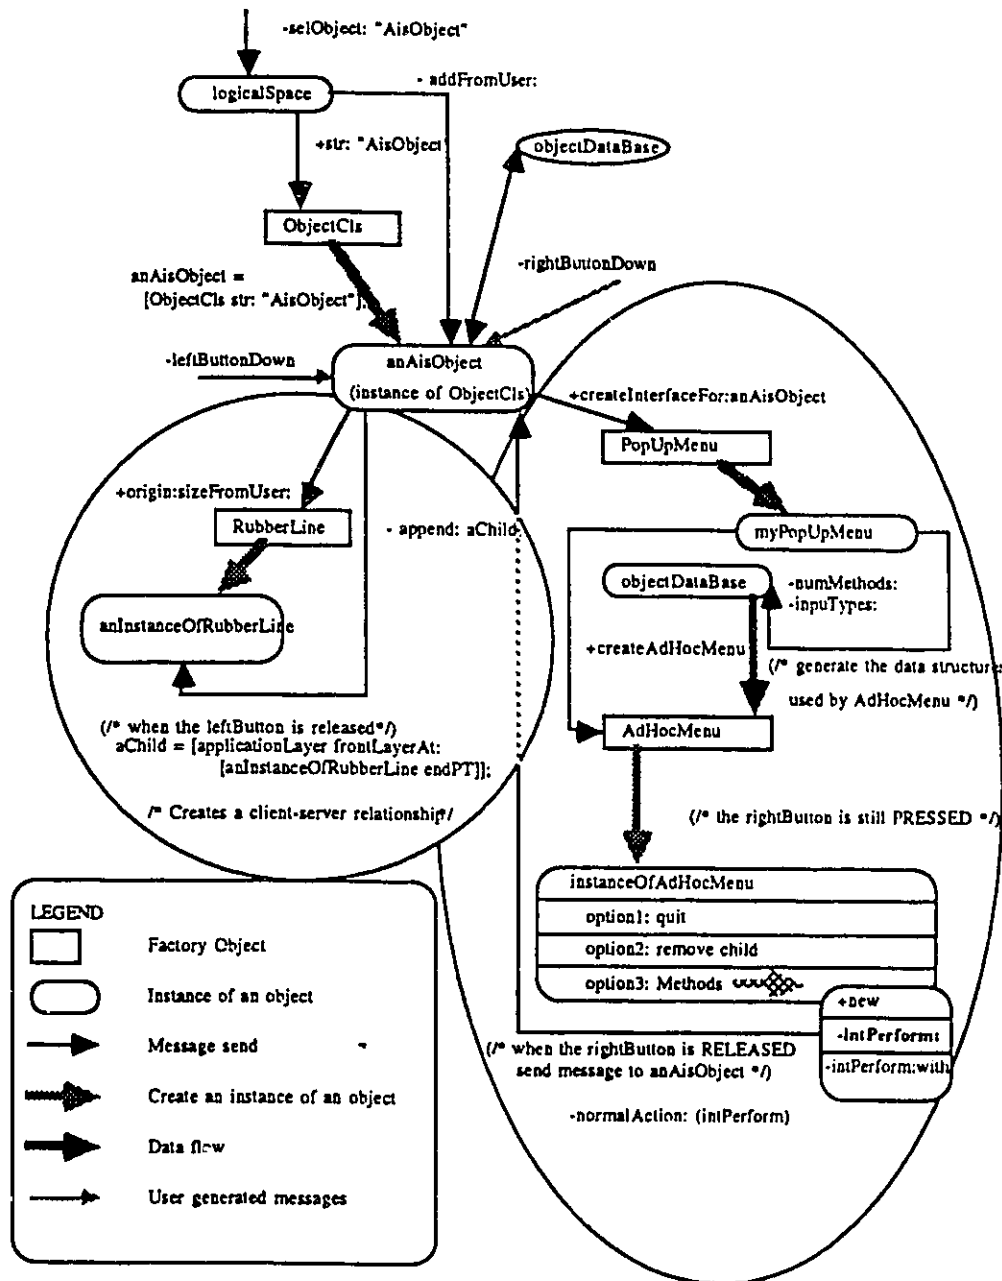 -selObject: "AisObject"
- addFromUser:
logicalSpace
+str: "AisObject"
objectDataBase
ObjectCls
-rightButtonDown
anAisObject =
[ObjectCls str: "AisObject"];
anAisObject
(instance of ObjectCls)
-leftButtonDown
+createInterfaceFor:anAisObject
PopUpMenu
+origin:sizeFromUser:
RubberLine
- append: aChild
myPopUpMenu
objectDataBase
-numMethods:
-inputTypes:
anInstanceOfRubberLine
+createAdHocMenu
(/* generate the data structures
used by AdHocMenu */)
AdHocMenu
(/* when the leftButton is released*/)
aChild = [applicationLayer frontLayerAt:
[anInstanceOfRubberLine endPT]];
/* Creates a client-server relationship*/
(/* the rightButton is still PRESSED */)
instanceOfAdHocMenu
option1: quit
option2: remove child
option3: Methods
+new
-intPerform:
-intPerform:with
(/* when the rightButton is RELEASED
send message to anAisObject */)
-normalAction: (intPerform)
LEGEND
Factory Object
Instance of an object
Message send
Create an instance of an object
Data flow
User generated messages